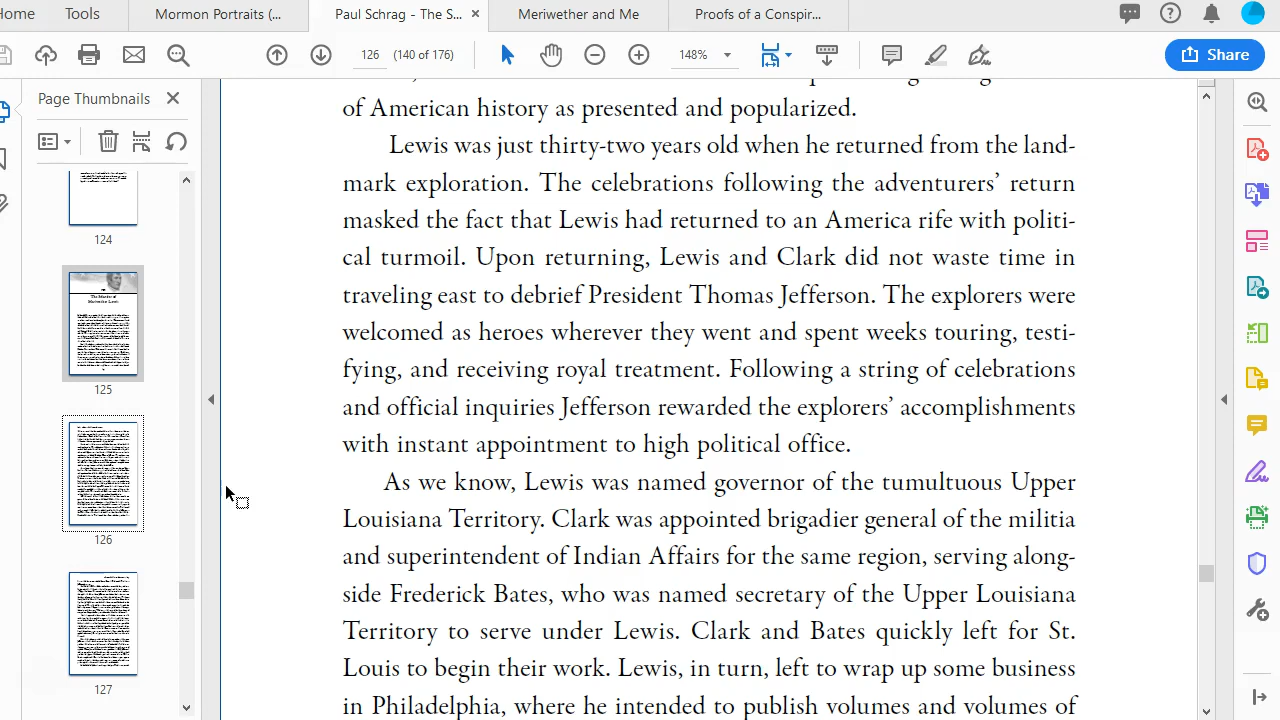 Home
Tools
Mormon Portraits (...
Paul Schrag - The S...
Meriwether and Me
Proofs of a Conspir...
126
(140 of 176)
148%
Share
Page Thumbnails
124
125
126
127
of American history as presented and popularized.
Lewis was just thirty-two years old when he returned from the land-
mark exploration. The celebrations following the adventurers’ return
masked the fact that Lewis had returned to an America rife with politi-
cal turmoil. Upon returning, Lewis and Clark did not waste time in
traveling east to debrief President Thomas Jefferson. The explorers were
welcomed as heroes wherever they went and spent weeks touring, testi-
fying, and receiving royal treatment. Following a string of celebrations
and official inquiries Jefferson rewarded the explorers’ accomplishments
with instant appointment to high political office.
As we know, Lewis was named governor of the tumultuous Upper
Louisiana Territory. Clark was appointed brigadier general of the militia
and superintendent of Indian Affairs for the same region, serving along-
side Frederick Bates, who was named secretary of the Upper Louisiana
Territory to serve under Lewis. Clark and Bates quickly left for St.
Louis to begin their work. Lewis, in turn, left to wrap up some business
in Philadelphia, where he intended to publish volumes and volumes of